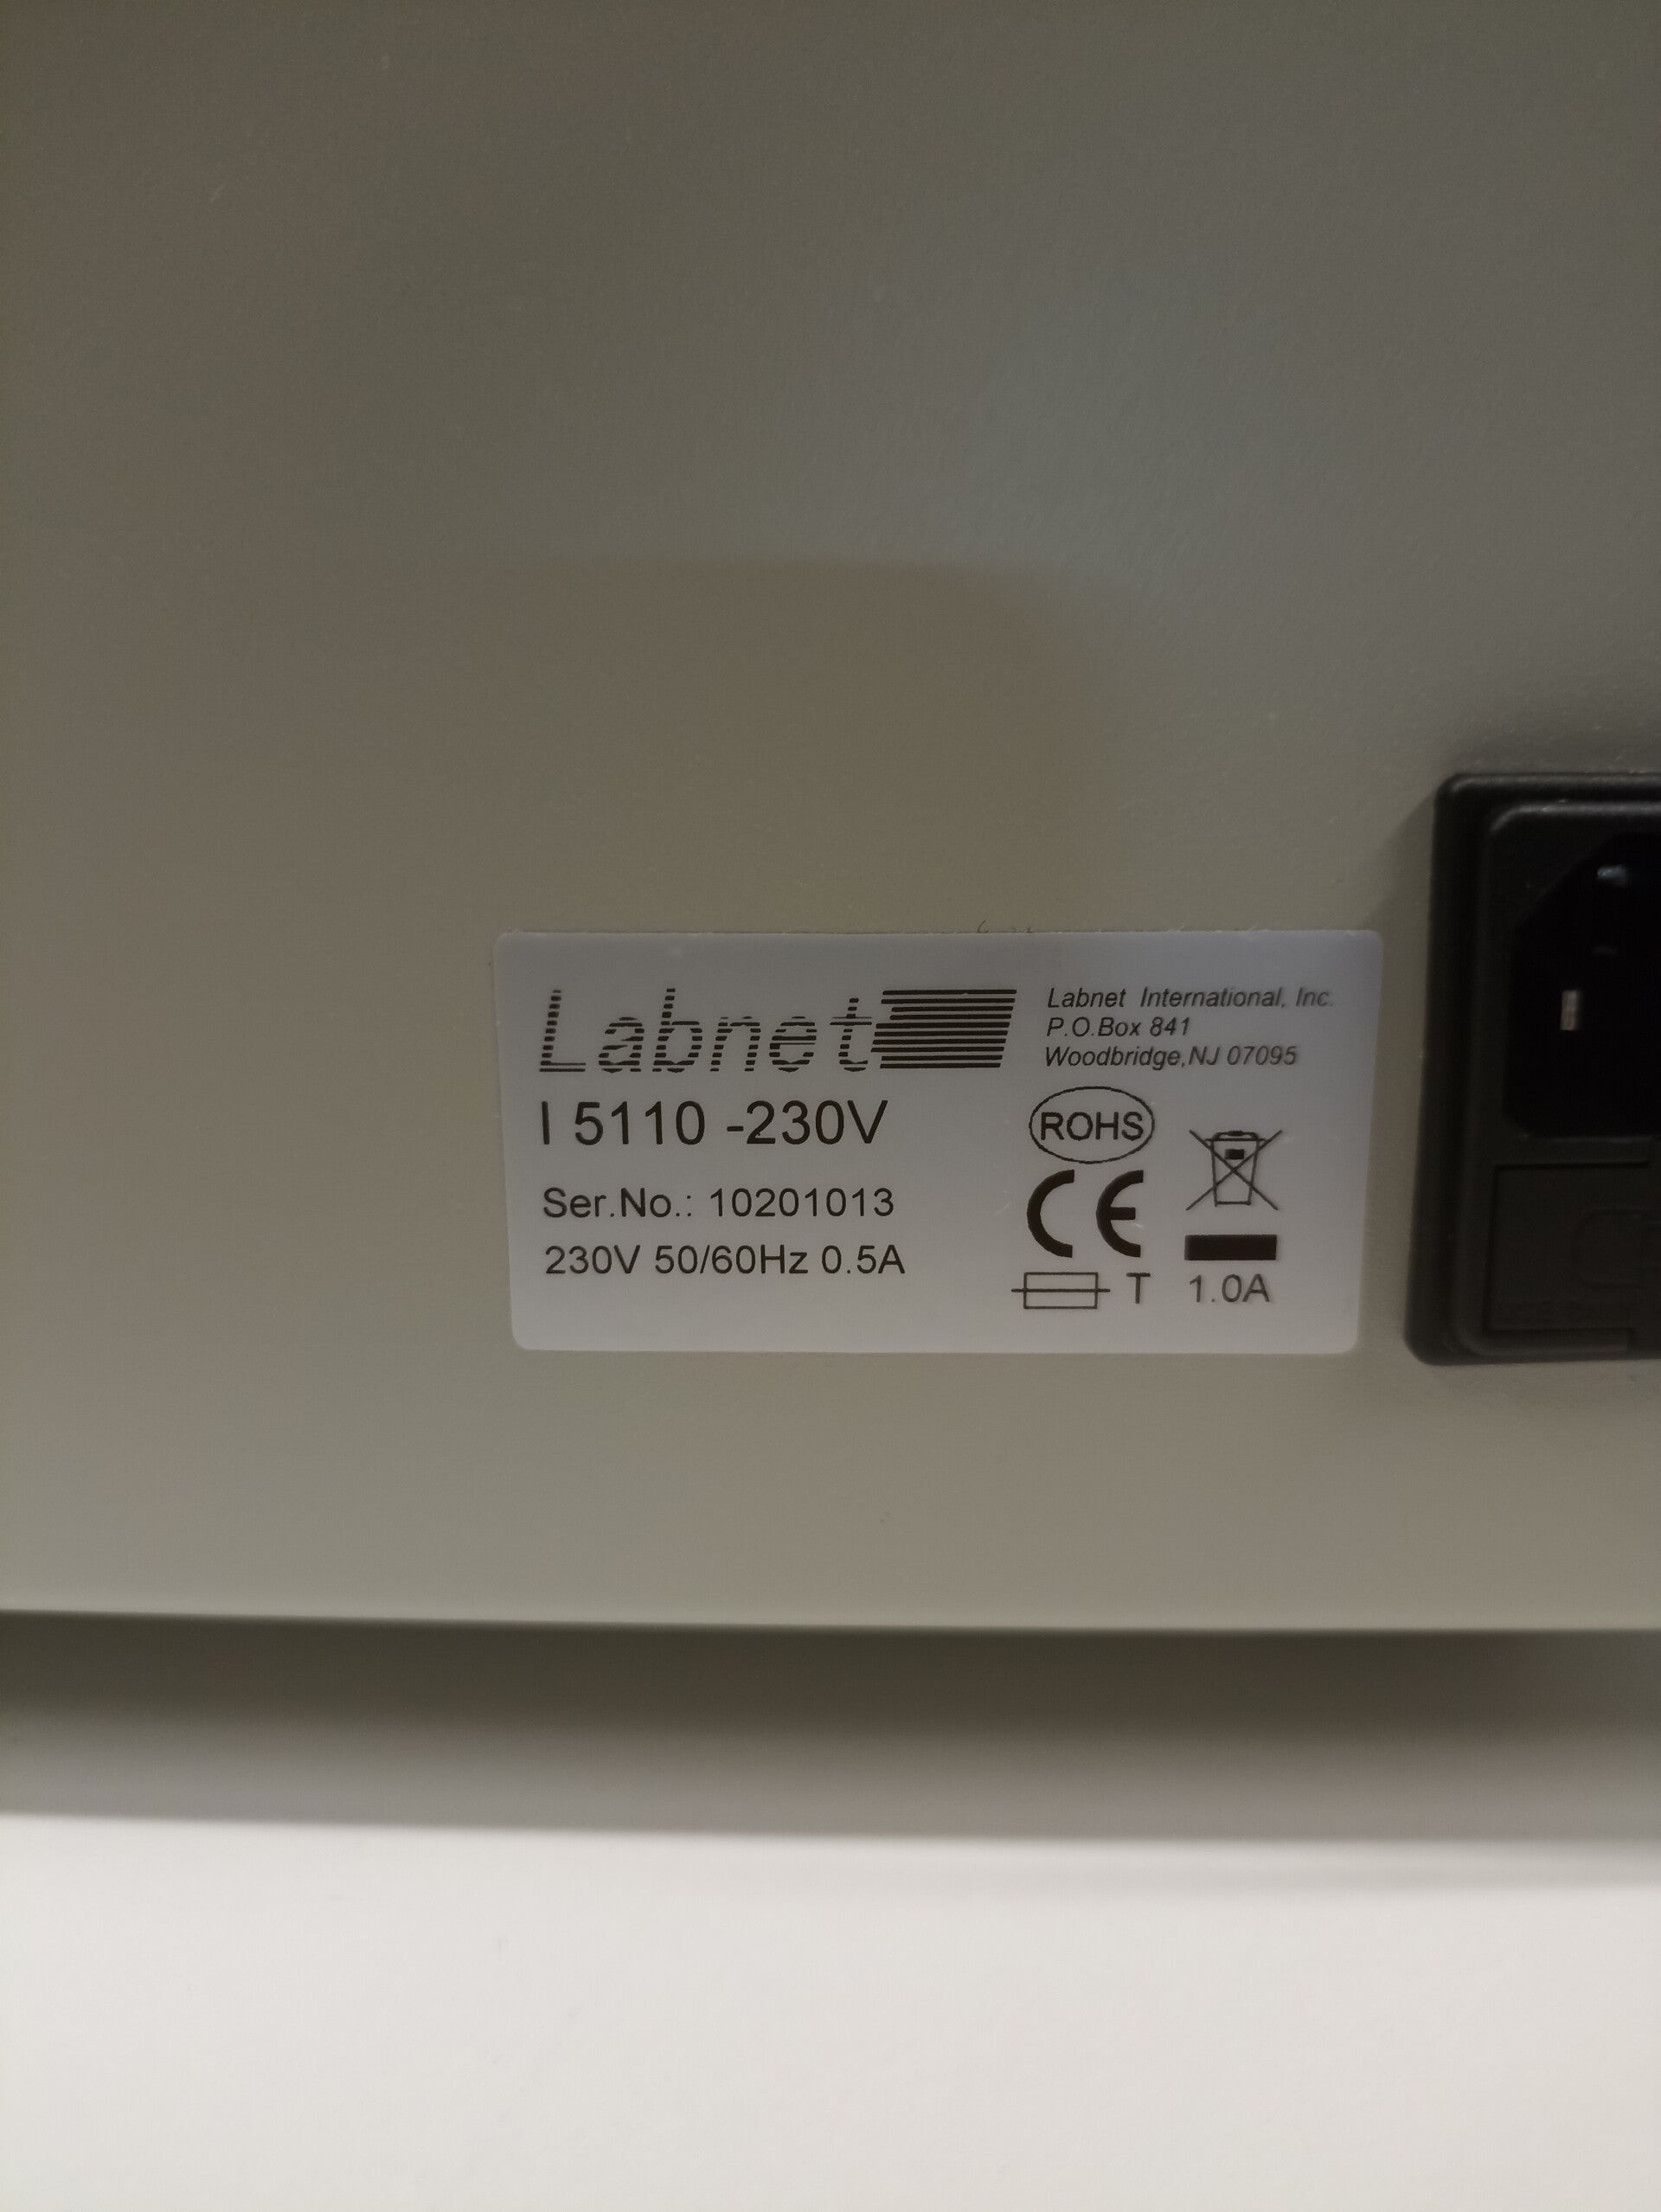 Labnet
Labnet International, Inc.
P.O.Box 841
Woodbridge,NJ 07095
I 5110 -230V
Ser.No.: 10201013
230V 50/60Hz 0.5A
ROHS
CE
T 1.0A